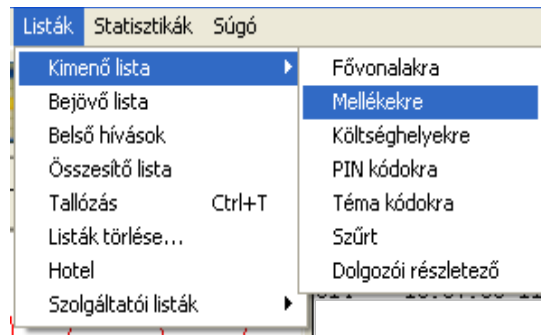 Listák Statisztikák Súgó
Kimenő lista
Bejövő lista
Belső hívások
Összesítő lista
Tallózás Ctrl+T
Listák törlése...
Hotel
Szolgáltatói listák
Fővonalakra
Mellékekre
Költséghelyekre
PIN kódokra
Téma kódokra
Szűrt
Dolgozói részletező